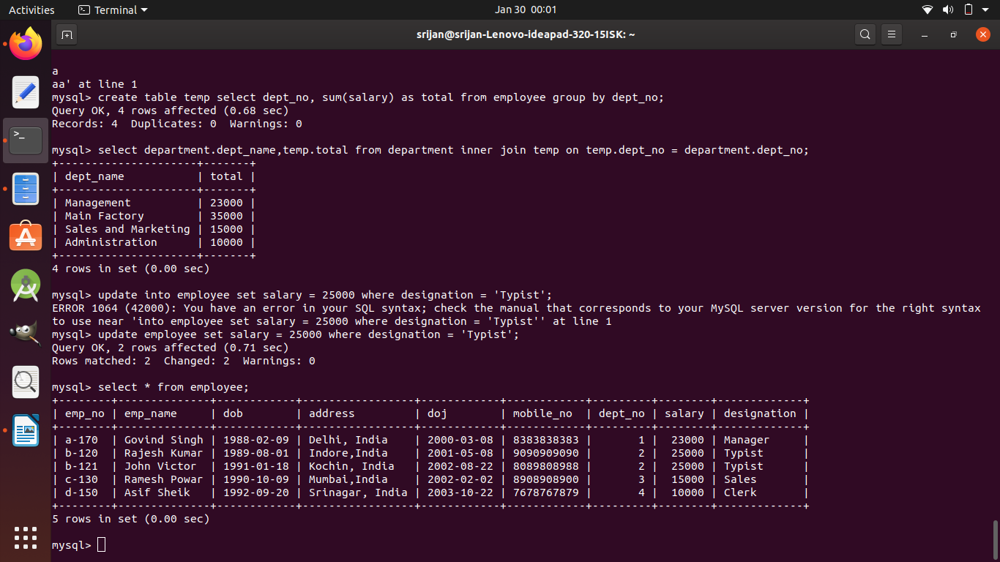 Activities Terminal Jan 30 00:01
srijan@srijan-Lenovo-ideapad-320-15ISK: ~
a
aa' at line 1
mysql> create table temp select dept_no, sum(salary) as total from employee group by dept_no;
Query OK, 4 rows affected (0.68 sec)
Records: 4  Duplicates: 0  Warnings: 0
mysql> select department.dept_name,temp.total from department inner join temp on temp.dept_no = department.dept_no;
+---------------------+-------+
| dept_name           | total |
+---------------------+-------+
| Management          | 23000 |
| Main Factory        | 35000 |
| Sales and Marketing | 15000 |
| Administration      | 10000 |
+---------------------+-------+
4 rows in set (0.00 sec)
mysql> update into employee set salary = 25000 where designation = 'Typist';
ERROR 1064 (42000): You have an error in your SQL syntax; check the manual that corresponds to your MySQL server version for the right syntax
to use near 'into employee set salary = 25000 where designation = 'Typist'' at line 1
mysql> update employee set salary = 25000 where designation = 'Typist';
Query OK, 2 rows affected (0.71 sec)
Rows matched: 2  Changed: 2  Warnings: 0
mysql> select * from employee;
+--------+--------------+------------+-----------------+------------+------------+---------+--------+-------------+
| emp_no | emp_name     | dob        | address         | doj        | mobile_no  | dept_no | salary | designation |
+--------+--------------+------------+-----------------+------------+------------+---------+--------+-------------+
| a-170  | Govind Singh | 1988-02-09 | Delhi, India    | 2000-03-08 | 8383838383 |       1 |  23000 | Manager     |
| b-120  | Rajesh Kumar | 1989-08-01 | Indore,India    | 2001-05-08 | 9090909090 |       2 |  25000 | Typist      |
| b-121  | John Victor  | 1991-01-18 | Kochin, India   | 2002-08-22 | 8089808988 |       2 |  25000 | Typist      |
| c-130  | Ramesh Powar | 1990-10-09 | Mumbai,India    | 2002-02-02 | 8908908900 |       3 |  15000 | Sales       |
| d-150  | Asif Sheik   | 1992-09-20 | Srinagar, India | 2003-10-22 | 7678767879 |       4 |  10000 | Clerk       |
+--------+--------------+------------+-----------------+------------+------------+---------+--------+-------------+
5 rows in set (0.00 sec)
mysql>